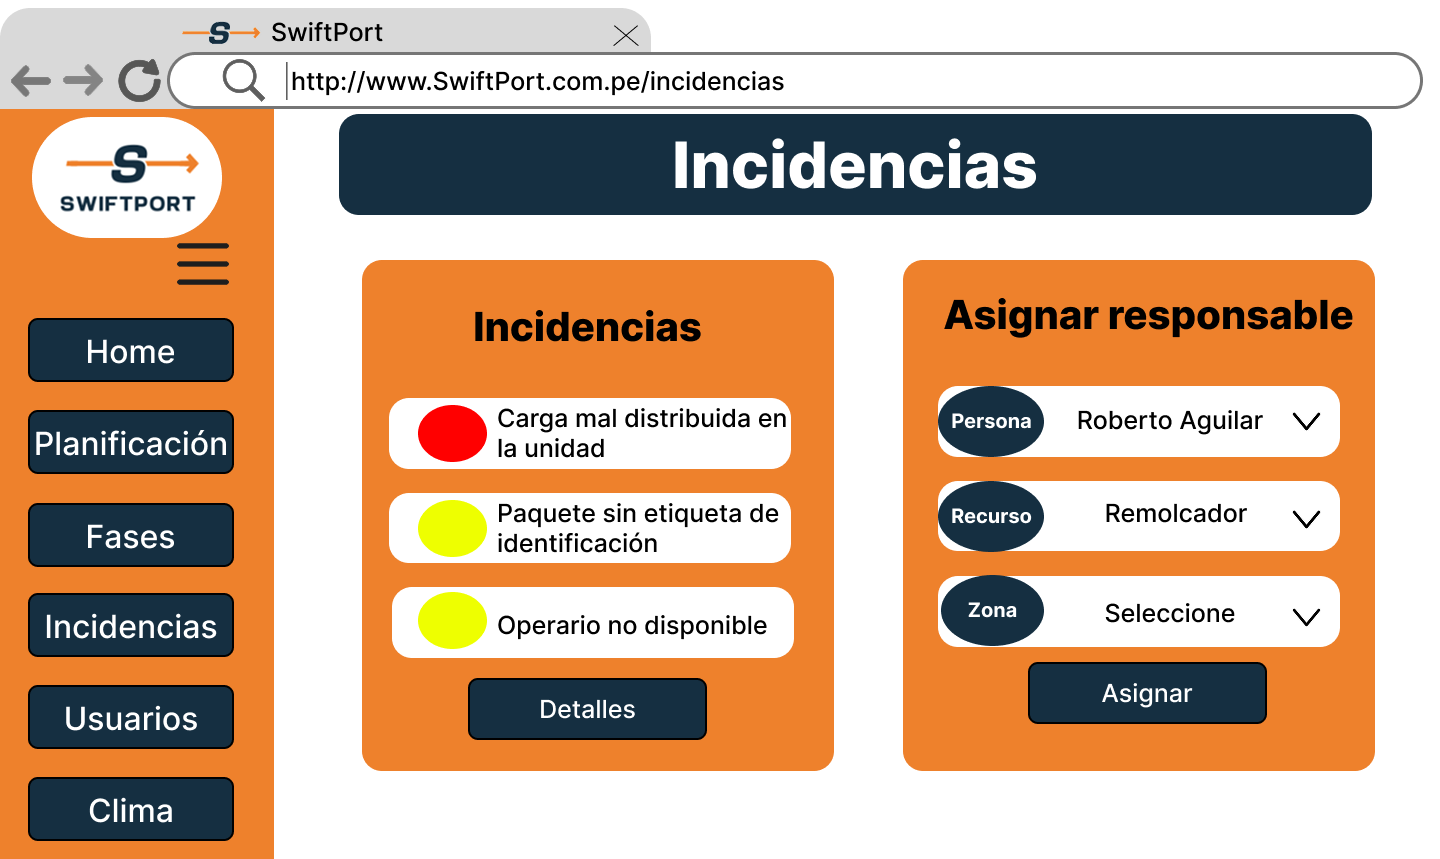 SwiftPort
http://www.SwiftPort.com.pe/incidencias
S
SWIFTPORT
Home
Planificación
Fases
Incidencias
Usuarios
Clima
Incidencias
Incidencias
Carga mal distribuida en
la unidad
Paquete sin etiqueta de
identificación
Operario no disponible
Detalles
Asignar responsable
Persona Roberto Aguilar
Recurso Remolcador
Zona Seleccione
Asignar